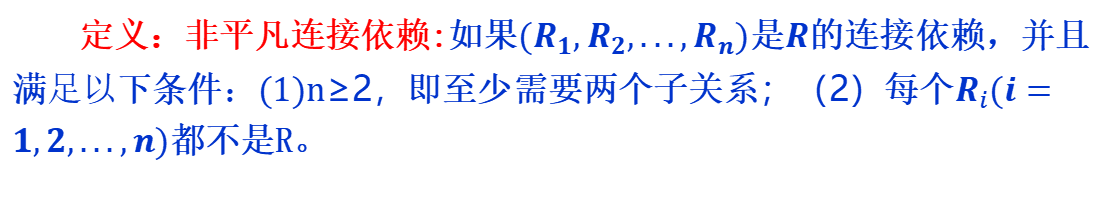 定义：非平凡连接依赖:如果(R₁, R₂, . . . , Rₙ)是R的连接依赖，并且
满足以下条件：(1)n≥2，即至少需要两个子关系；（2）每个Rᵢ(i =
1, 2, . . . , n)都不是R。